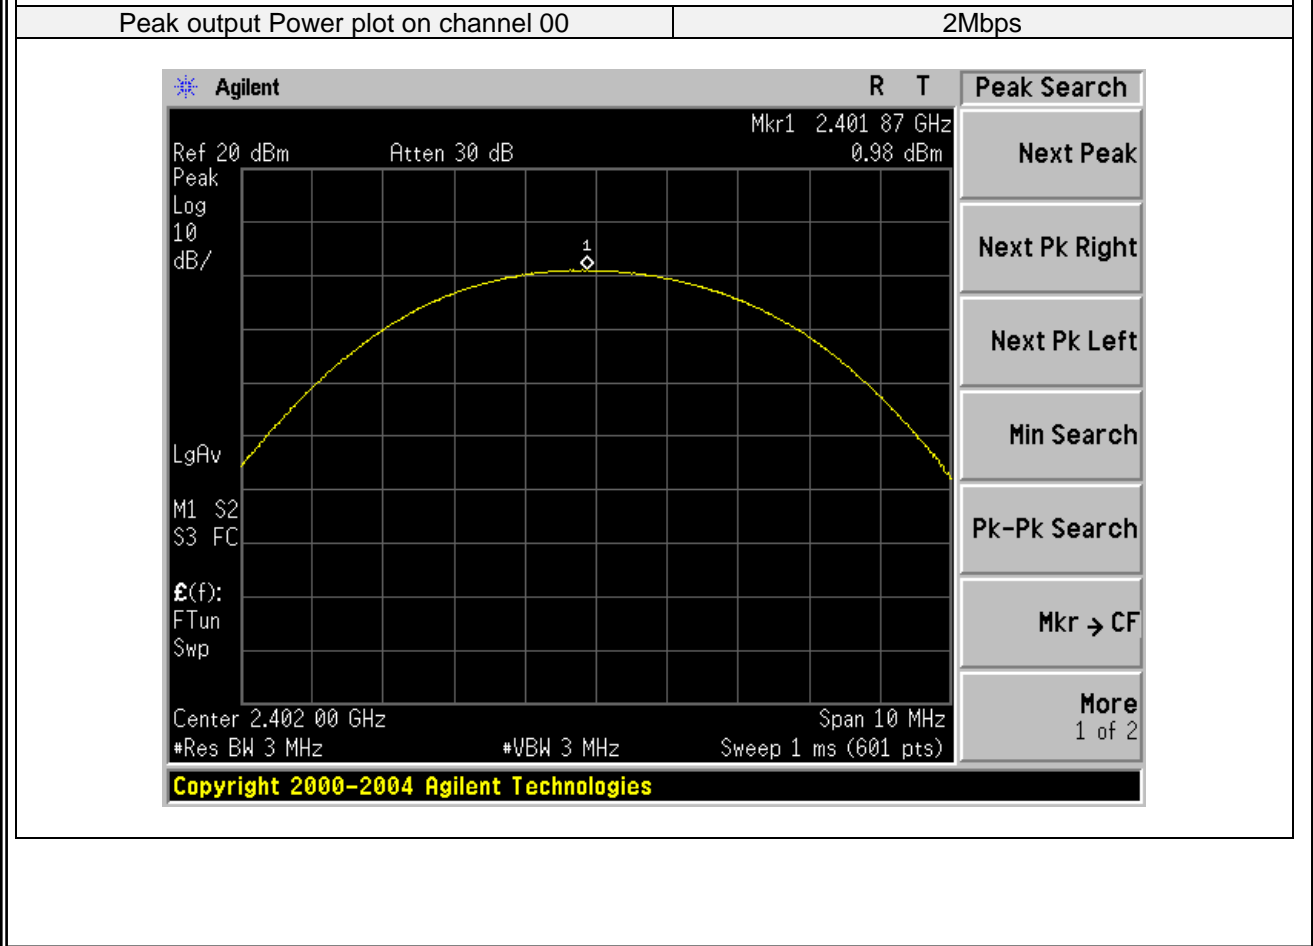 Peak output Power plot on channel 00 2Mbps
Agilent R T Peak Search
Mkr1 2.401 87 GHz
Ref 20 dBm Atten 30 dB 0.98 dBm
Peak
Log
10
dB/
1
LgAv
M1 S2
S3 FC
£(f):
FTun
Swp
Center 2.402 00 GHz Span 10 MHz
#Res BW 3 MHz #VBW 3 MHz Sweep 1 ms (601 pts)
Copyright 2000-2004 Agilent Technologies
Next Peak
Next Pk Right
Next Pk Left
Min Search
Pk-Pk Search
Mkr → CF
More
1 of 2